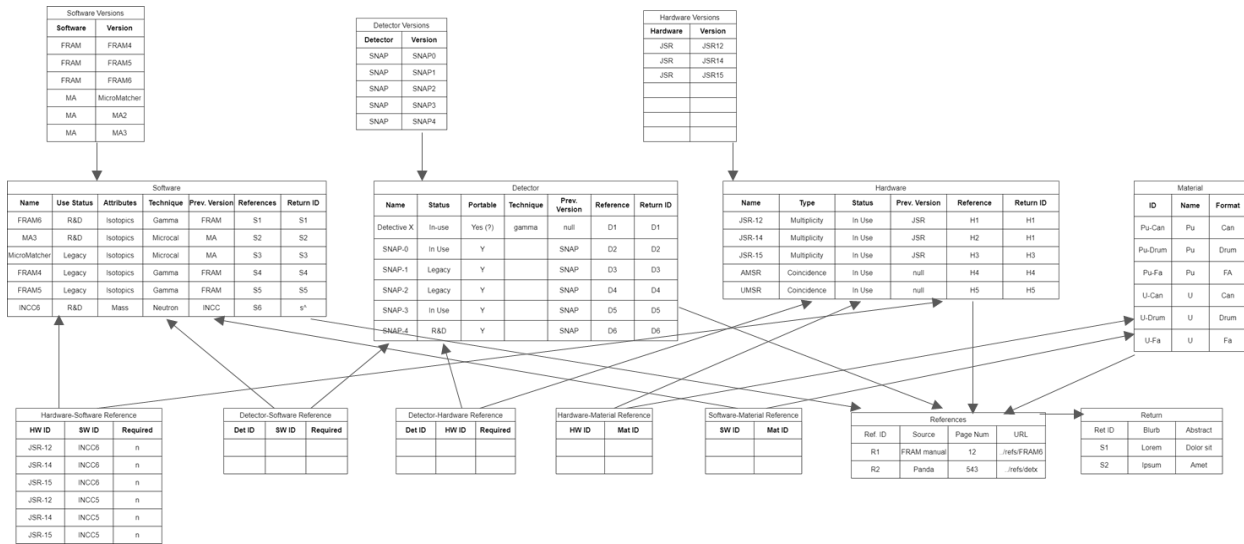 Software Versions
Software Version
FRAM FRAM4
FRAM FRAM5
FRAM FRAM6
MA MicroMatcher
MA MA2
MA MA3
Detector Versions
Detector Version
SNAP SNAP0
SNAP SNAP1
SNAP SNAP2
SNAP SNAP3
SNAP SNAP4
Hardware Versions
Hardware Version
JSR JSR12
JSR JSR14
JSR JSR15
Software
Name Use Status Attributes Technique Prev. Version References Return ID
FRAM6 R&D Isotopics Gamma FRAM S1 S1
MA3 R&D Isotopics Microcal MA S2 S2
MicroMatcher Legacy Isotopics Microcal MA S3 S3
FRAM4 Legacy Isotopics Gamma FRAM S4 S4
FRAM5 Legacy Isotopics Gamma FRAM S5 S5
INCC6 R&D Mass Neutron INCC S6 s^
Detector
Name Status Portable Technique Prev. Version Reference Return ID
Detective X In-use Yes (?) gamma null D1 D1
SNAP-0 In Use Y SNAP D2 D2
SNAP-1 Legacy Y SNAP D3 D3
SNAP-2 Legacy Y SNAP D4 D4
SNAP-3 In Use Y SNAP D5 D5
SNAP-4 R&D Y SNAP D6 D6
Hardware
Name Type Status Prev. Version Reference Return ID
JSR-12 Multiplicity In Use JSR H1 H1
JSR-14 Multiplicity In Use JSR H2 H1
JSR-15 Multiplicity In Use JSR H3 H3
AMSR Coincidence In Use null H4 H4
UMSR Coincidence In Use null H5 H5
Material
ID Name Format
Pu-Can Pu Can
Pu-Drum Pu Drum
Pu-Fa Pu FA
U-Can U Can
U-Drum U Drum
U-Fa U Fa
Hardware-Software Reference
HW ID SW ID Required
JSR-12 INCC6 n
JSR-14 INCC6 n
JSR-15 INCC6 n
JSR-12 INCC5 n
JSR-14 INCC5 n
JSR-15 INCC5 n
Detector-Software Reference
Det ID SW ID Required
Detector-Hardware Reference
Det ID HW ID Required
Hardware-Material Reference
HW ID Mat ID
Software-Material Reference
SW ID Mat ID
References
Ref. ID Source Page Num URL
R1 FRAM manual 12 ./refs/FRAM6
R2 Panda 543 ./refs/detx
Return
Ret ID Blurb Abstract
S1 Lorem Dolor sit
S2 Ipsum Amet